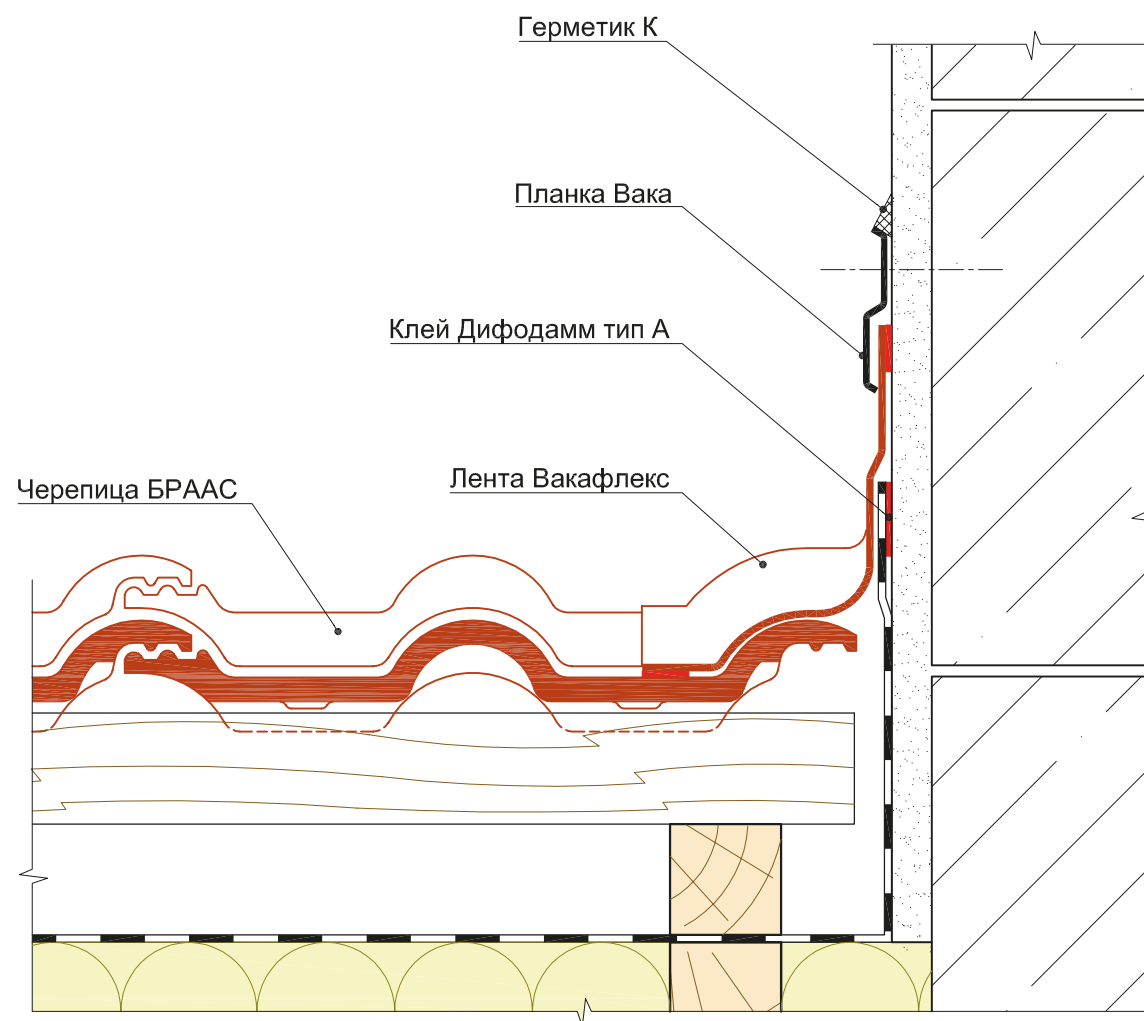 Герметик К
Планка Вака
Клей Дифодамм тип А
Лента Вакафлекс
Черепица БРААС